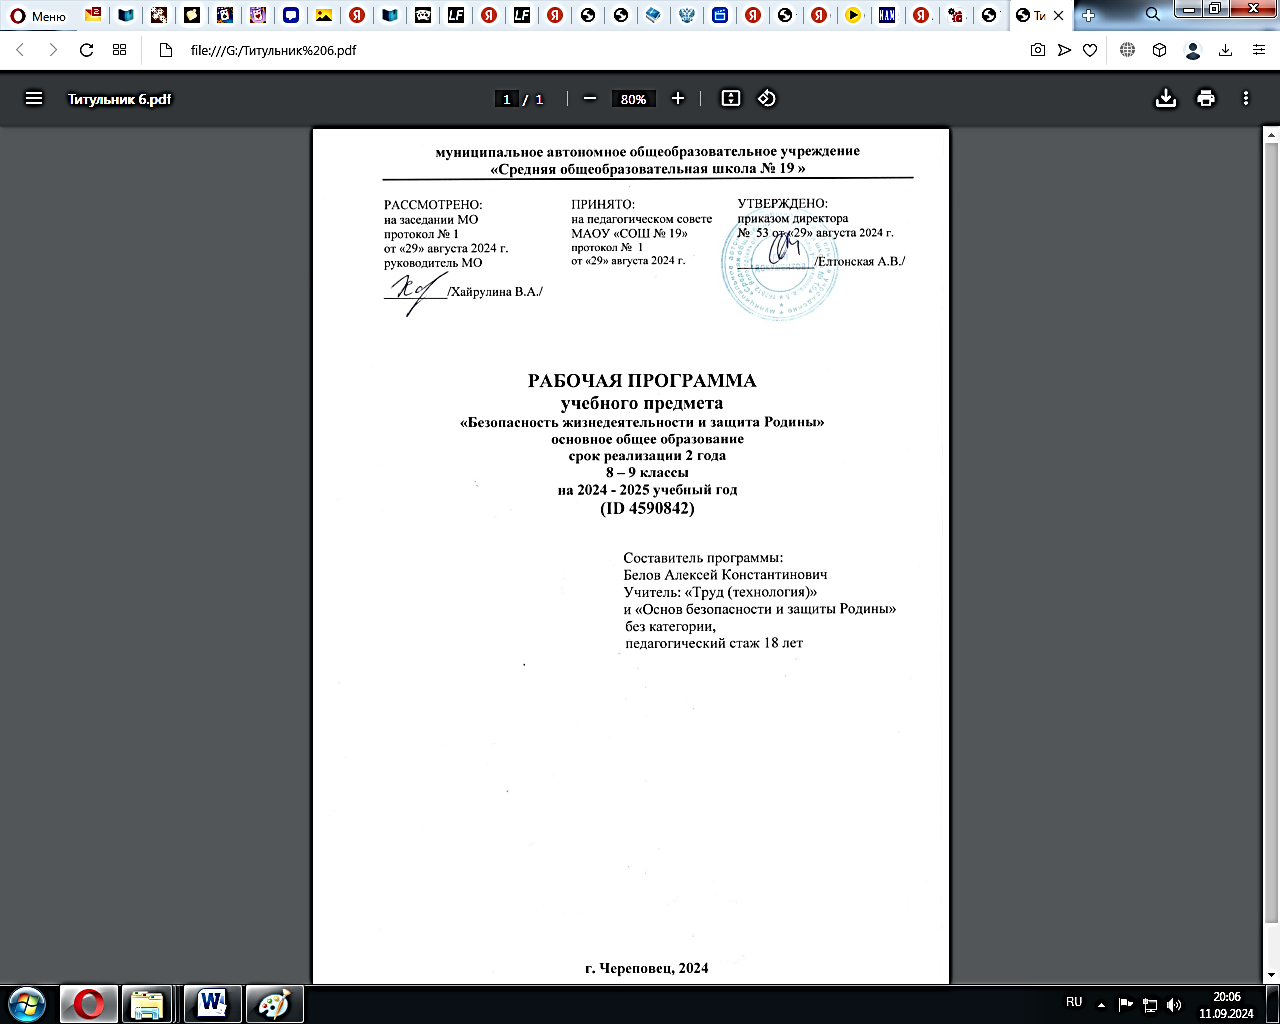 Меню
Ти
file:///G:/Титульник%206.pdf
Титульник 6.pdf
1 / 1
80%
муниципальное автономное общеобразовательное учреждение
«Средняя общеобразовательная школа № 19 »
РАССМОТРЕНО:
на заседании МО
протокол № 1
от «29» августа 2024 г.
руководитель МО
/Хайрулина В.А./
ПРИНЯТО:
на педагогическом совете
МАОУ «СОШ № 19»
протокол № 1
от «29» августа 2024 г.
УТВЕРЖДЕНО:
приказом директора
№ 53 от «29» августа 2024 г.
/Елтонская А.В./
РАБОЧАЯ ПРОГРАММА
учебного предмета
«Безопасность жизнедеятельности и защита Родины»
основное общее образование
срок реализации 2 года
8 – 9 классы
на 2024 - 2025 учебный год
(ID 4590842)
Составитель программы:
Белов Алексей Константинович
Учитель: «Труд (технология)»
и «Основ безопасности и защиты Родины»
без категории,
педагогический стаж 18 лет
г. Череповец, 2024
RU
20:06
11.09.2024